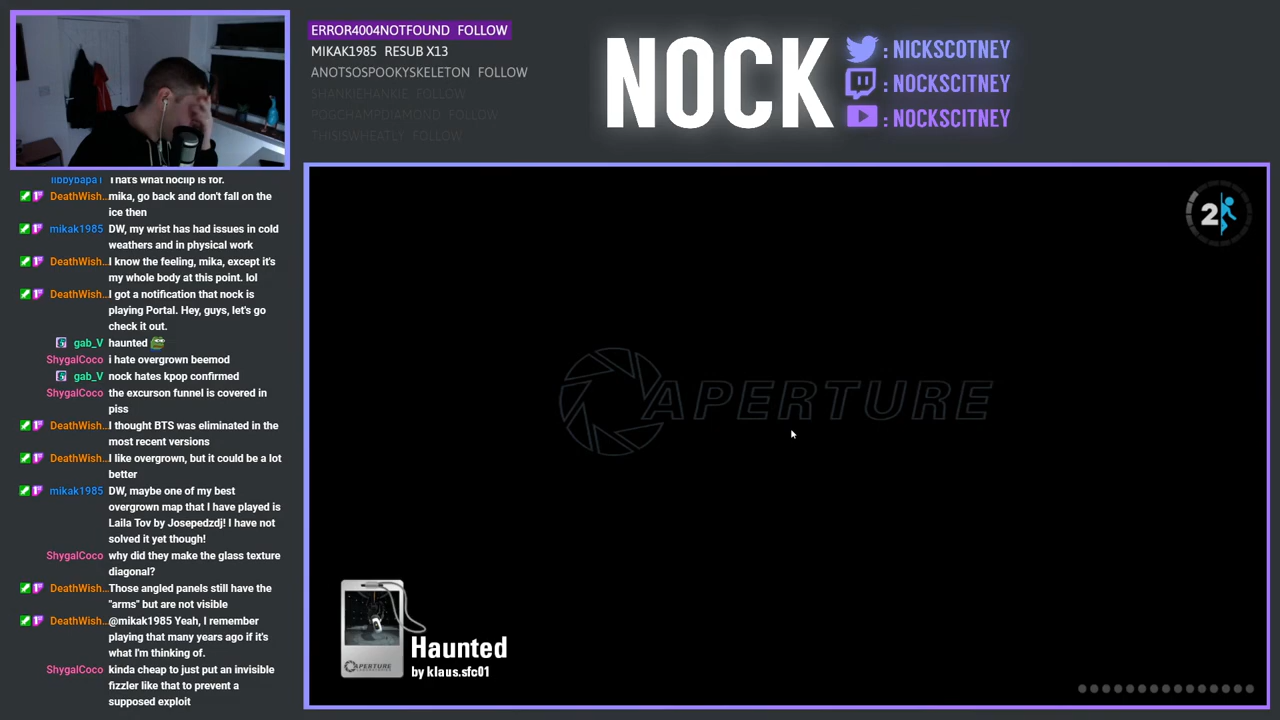 ERROR4004NOTFOUND FOLLOW
MIKAK1985 RESUB X13
ANOTSOSPOOKYSKELETON FOLLOW
SHANKIEHANKIE FOLLOW
POGCHAMPDIAMOND FOLLOW
THISISWHEATLY FOLLOW
NOCK
: NICKSCOTNEY
: NOCKSCITNEY
: NOCKSCITNEY
libbybapa1 That's what noclip is for.
DeathWish... mika, go back and don't fall on the
ice then
mikak1985 DW, my wrist has had issues in cold
weathers and in physical work
DeathWish... I know the feeling, mika, except it's
my whole body at this point. lol
DeathWish... I got a notification that nock is
playing Portal. Hey, guys, let's go
check it out.
gab_V haunted
ShygalCoco i hate overgrown beemod
gab_V nock hates kpop confirmed
ShygalCoco the excurson funnel is covered in
piss
DeathWish... I thought BTS was eliminated in the
most recent versions
DeathWish... I like overgrown, but it could be a lot
better
mikak1985 DW, maybe one of my best
overgrown map that I have played is
Laila Tov by Josepedzdj! I have not
solved it yet though!
ShygalCoco why did they make the glass texture
diagonal?
DeathWish... Those angled panels still have the
"arms" but are not visible
DeathWish... @mikak1985 Yeah, I remember
playing that many years ago if it's
what I'm thinking of.
ShygalCoco kinda cheap to just put an invisible
fizzler like that to prevent a
supposed exploit
2
APERTURE
APERTURE
Haunted
by klaus.sfc01